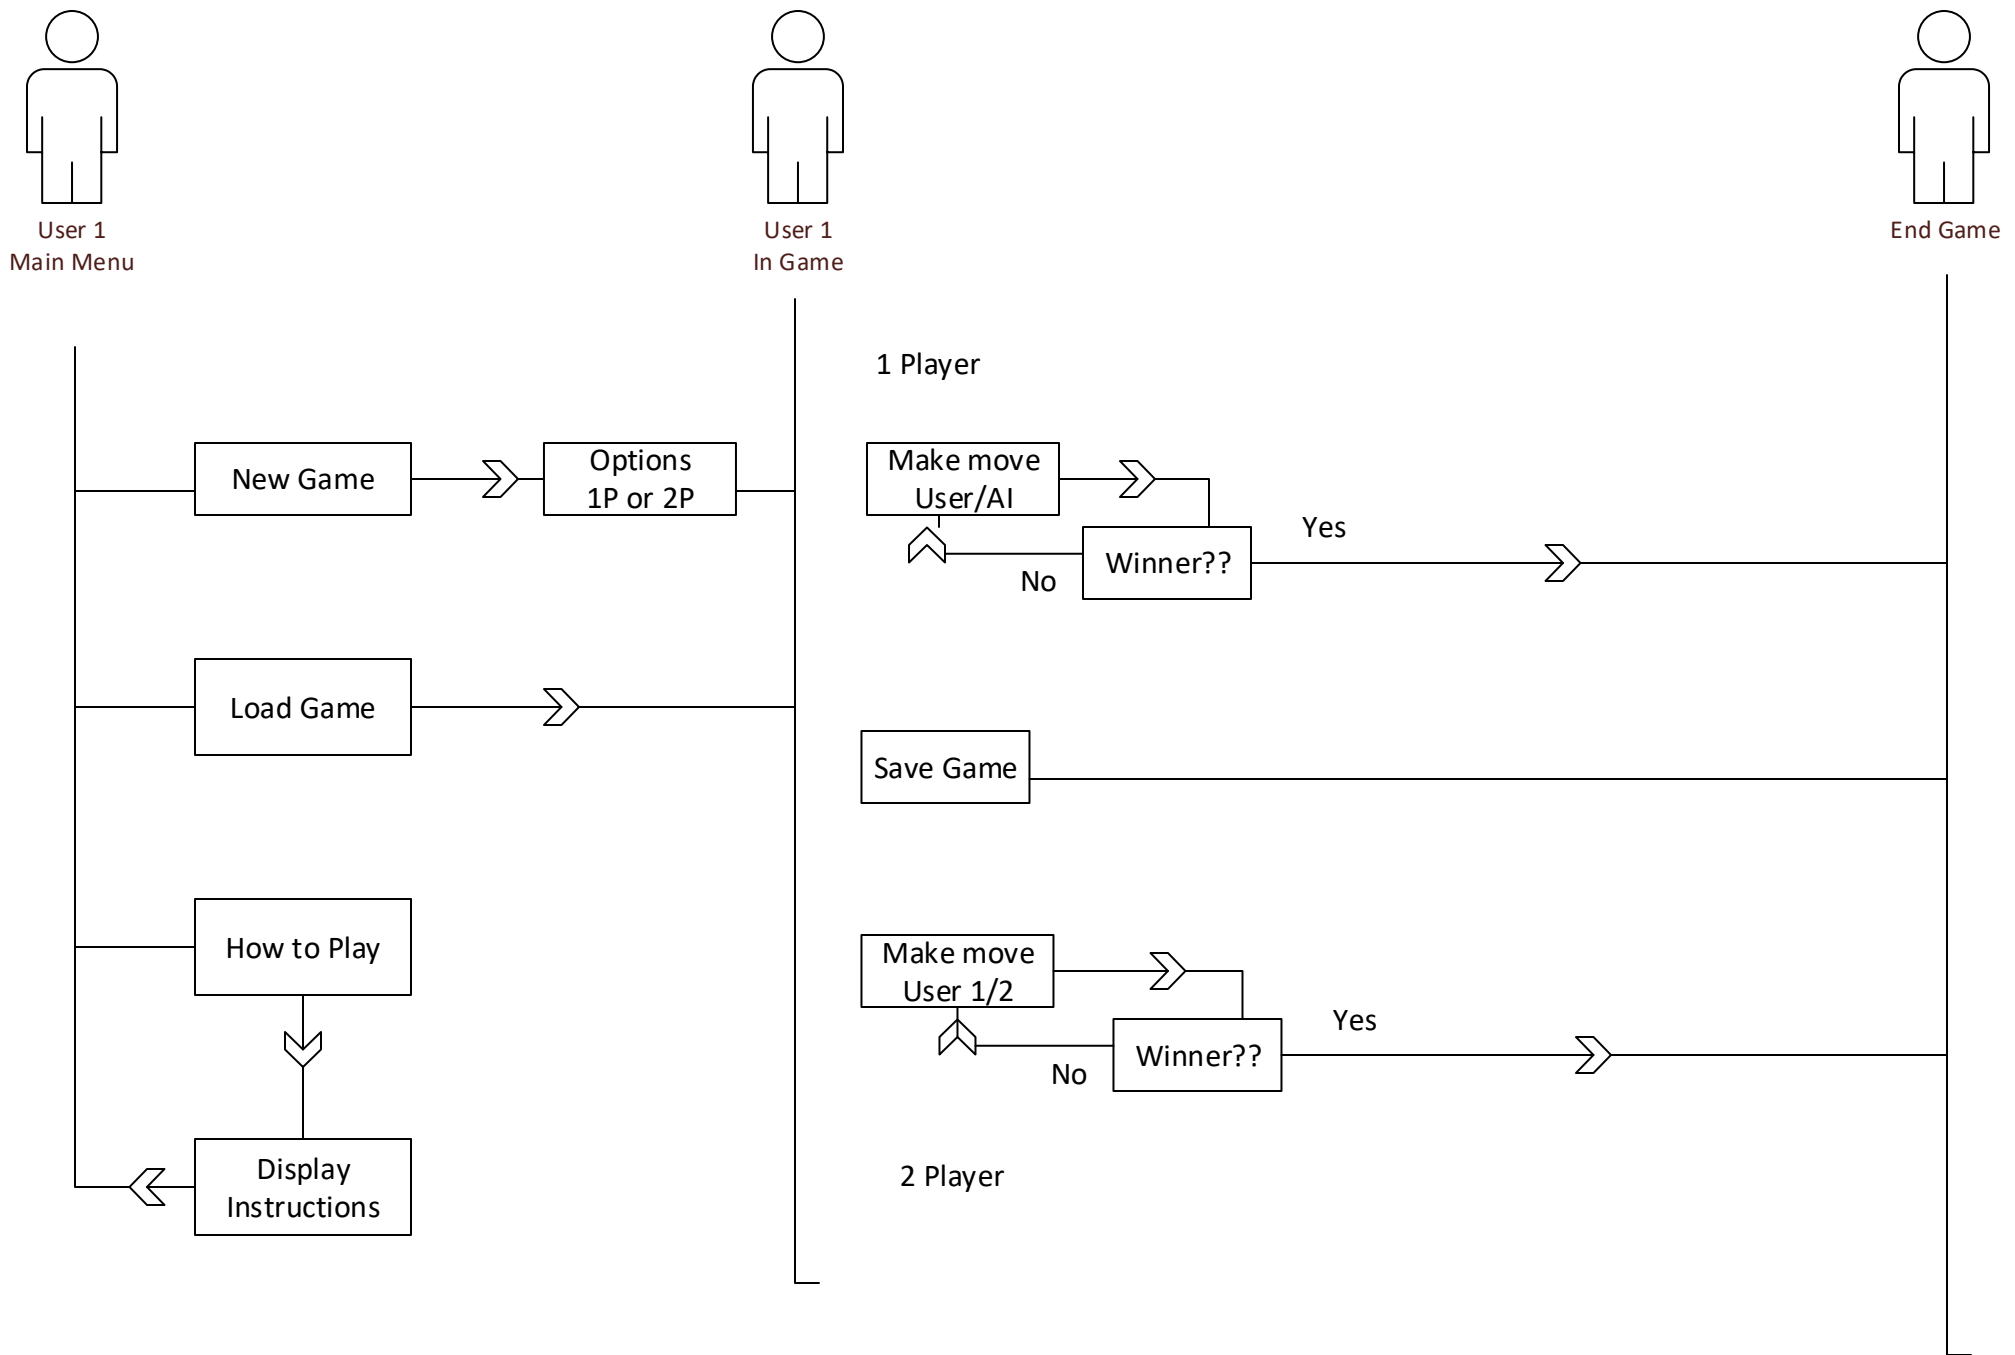 User 1
Main Menu
User 1
In Game
End Game
1 Player
New Game
Options
1P or 2P
Make move
User/AI
Yes
Winner??
No
Load Game
Save Game
How to Play
Make move
User 1/2
Yes
Winner??
No
Display
Instructions
2 Player